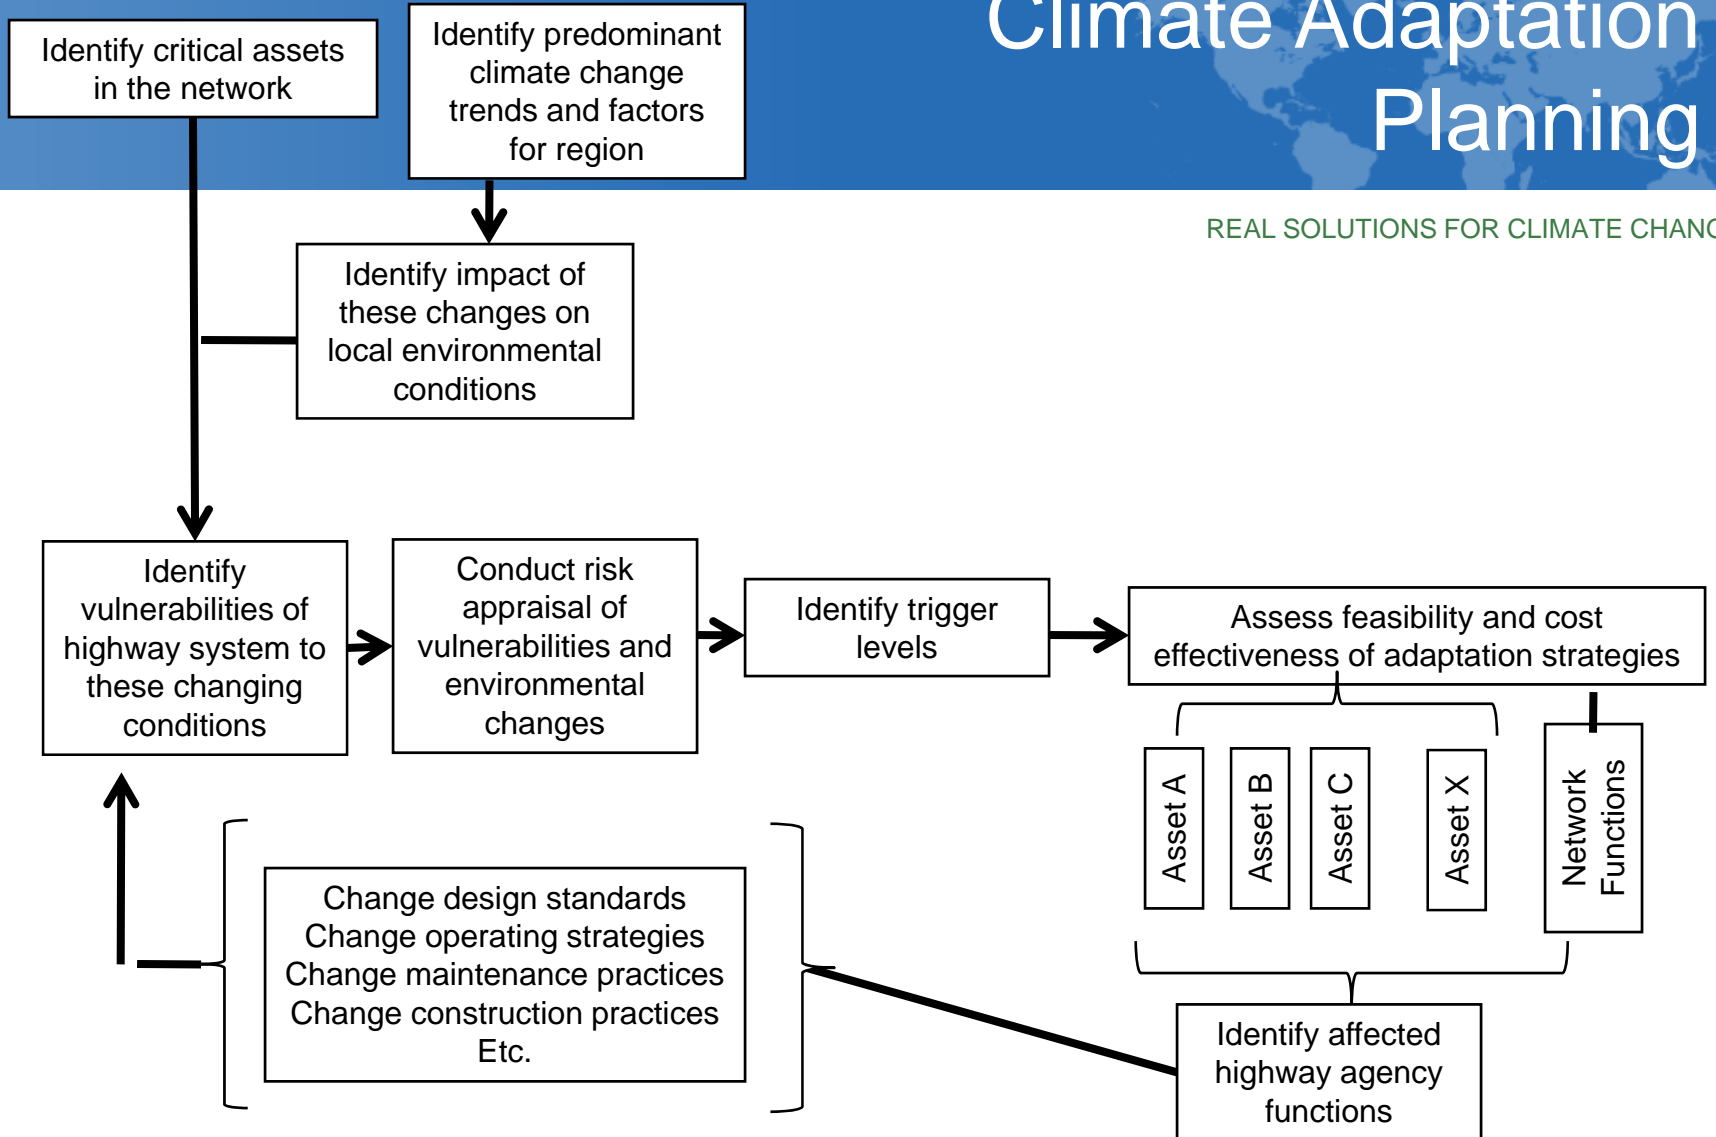 Climate Adaptation
Planning
REAL SOLUTIONS FOR CLIMATE CHANG
Identify critical assets
in the network
Identify predominant
climate change
trends and factors
for region
Identify impact of
these changes on
local environmental
conditions
Identify
vulnerabilities of
highway system to
these changing
conditions
Conduct risk
appraisal of
vulnerabilities and
environmental
changes
Identify trigger
levels
Assess feasibility and cost
effectiveness of adaptation strategies
Asset A
Asset B
Asset C
Asset X
Network
Functions
Identify affected
highway agency
functions
Change design standards
Change operating strategies
Change maintenance practices
Change construction practices
Etc.